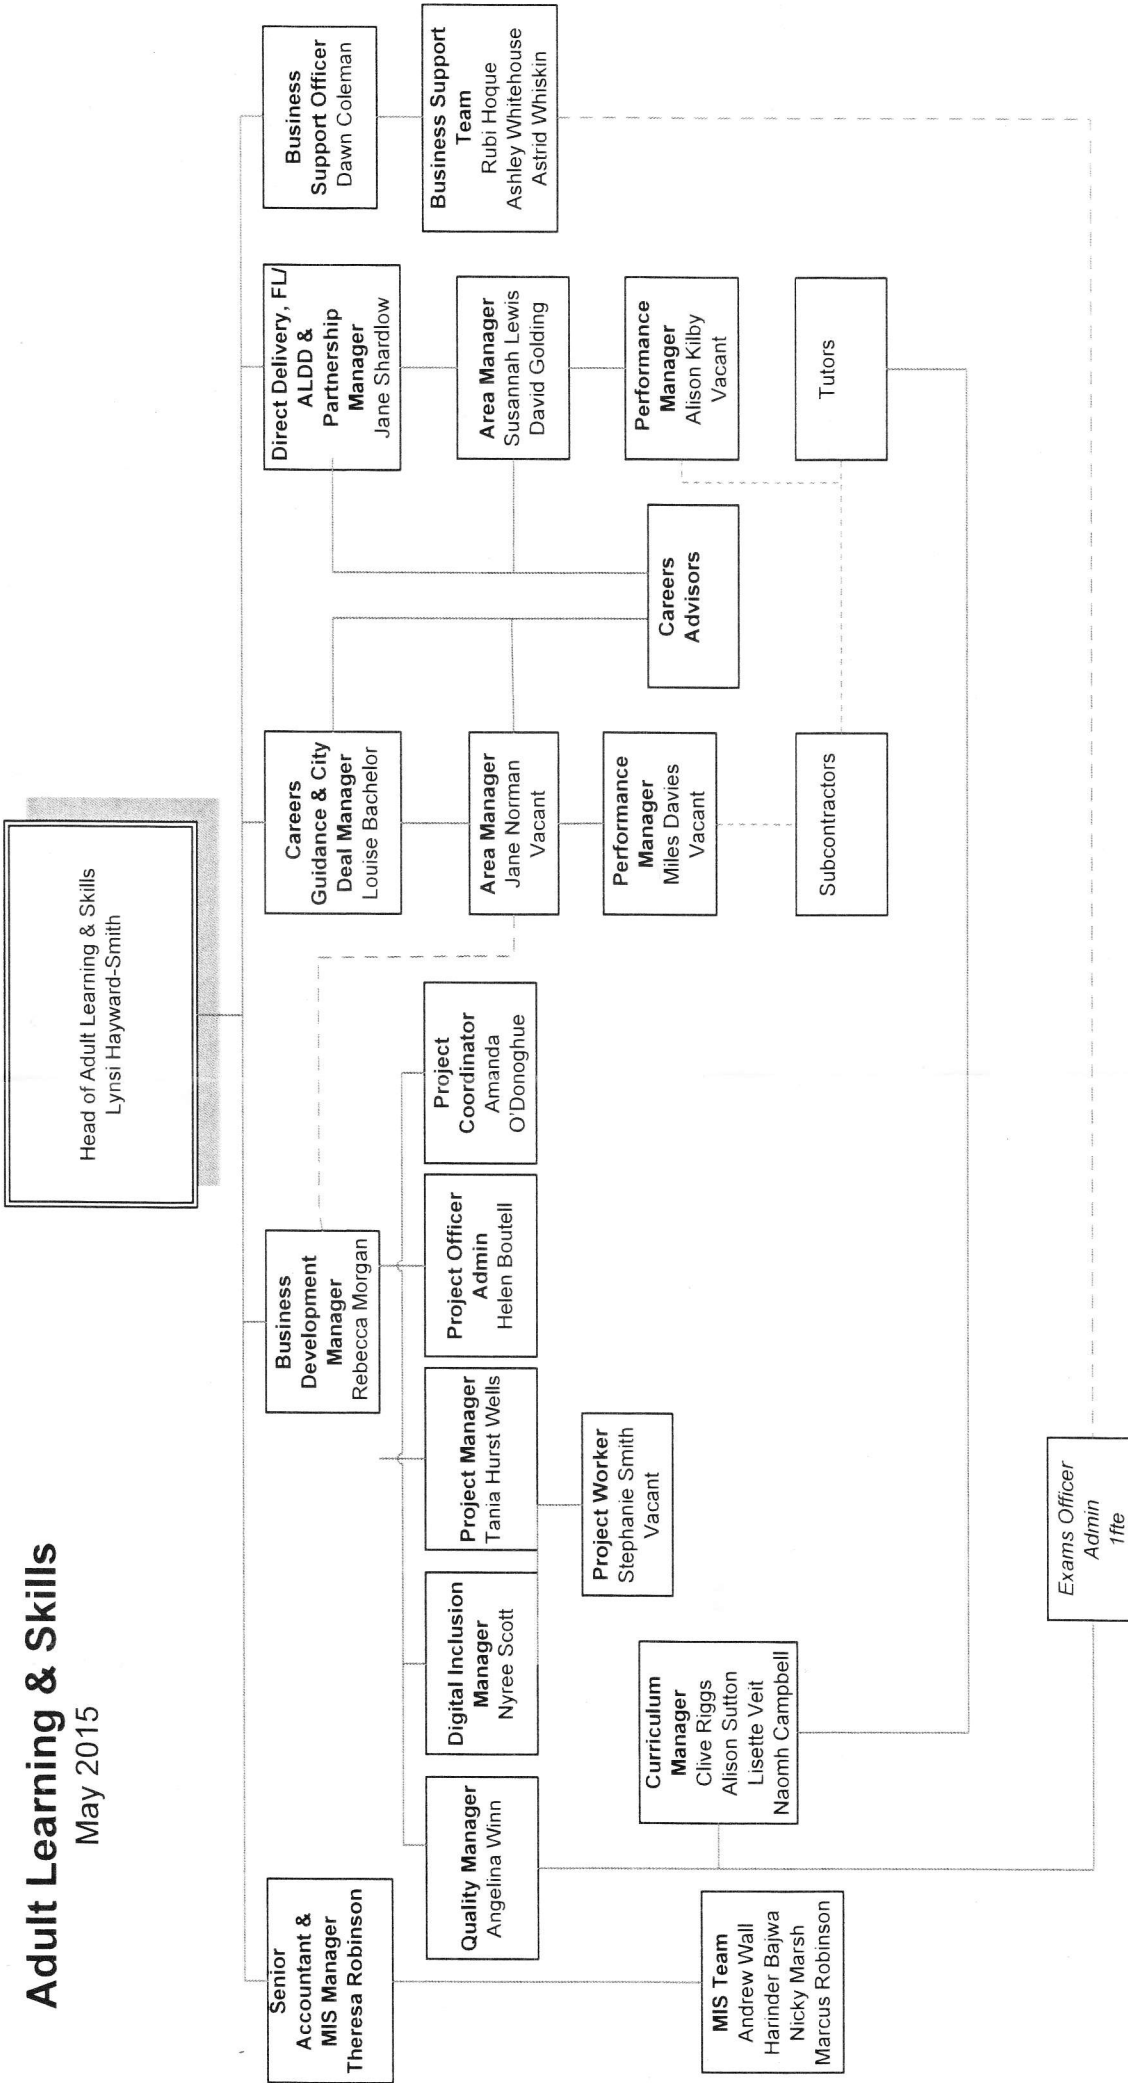 Adult Learning & Skills
May 2015
Head of Adult Learning & Skills
Lynsi Hayward-Smith
Senior
Accountant &
MIS Manager
Theresa Robinson
Business
Development
Manager
Rebecca Morgan
Careers
Guidance & City
Deal Manager
Louise Bachelor
Direct Delivery, FL/
ALDD &
Partnership
Manager
Jane Shardlow
Business
Support Officer
Dawn Coleman
Quality Manager
Angelina Winn
Digital Inclusion
Manager
Nyree Scott
Project Manager
Tania Hurst Wells
Project Officer
Admin
Helen Boutell
Project
Coordinator
Amanda
O'Donoghue
Area Manager
Jane Norman
Vacant
Area Manager
Susannah Lewis
David Golding
Business Support
Team
Rubi Hoque
Ashley Whitehouse
Astrid Whiskin
Project Worker
Stephanie Smith
Vacant
Performance
Manager
Miles Davies
Vacant
Careers
Advisors
Performance
Manager
Alison Kilby
Vacant
MIS Team
Andrew Wall
Harinder Bajwa
Nicky Marsh
Marcus Robinson
Curriculum
Manager
Clive Riggs
Alison Sutton
Lisette Veit
Naomh Campbell
Subcontractors
Tutors
Exams Officer
Admin
1fte